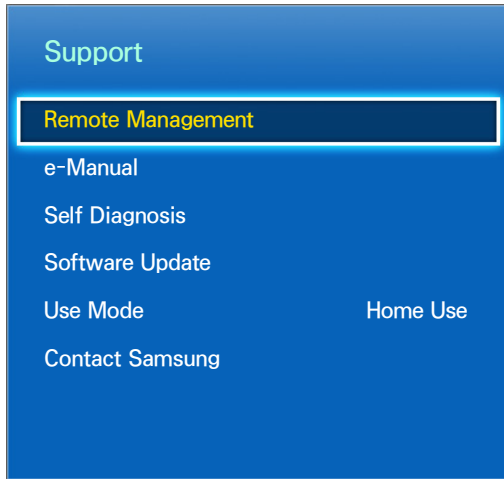 Support
Remote Management
e-Manual
Self Diagnosis
Software Update
Use Mode Home Use
Contact Samsung